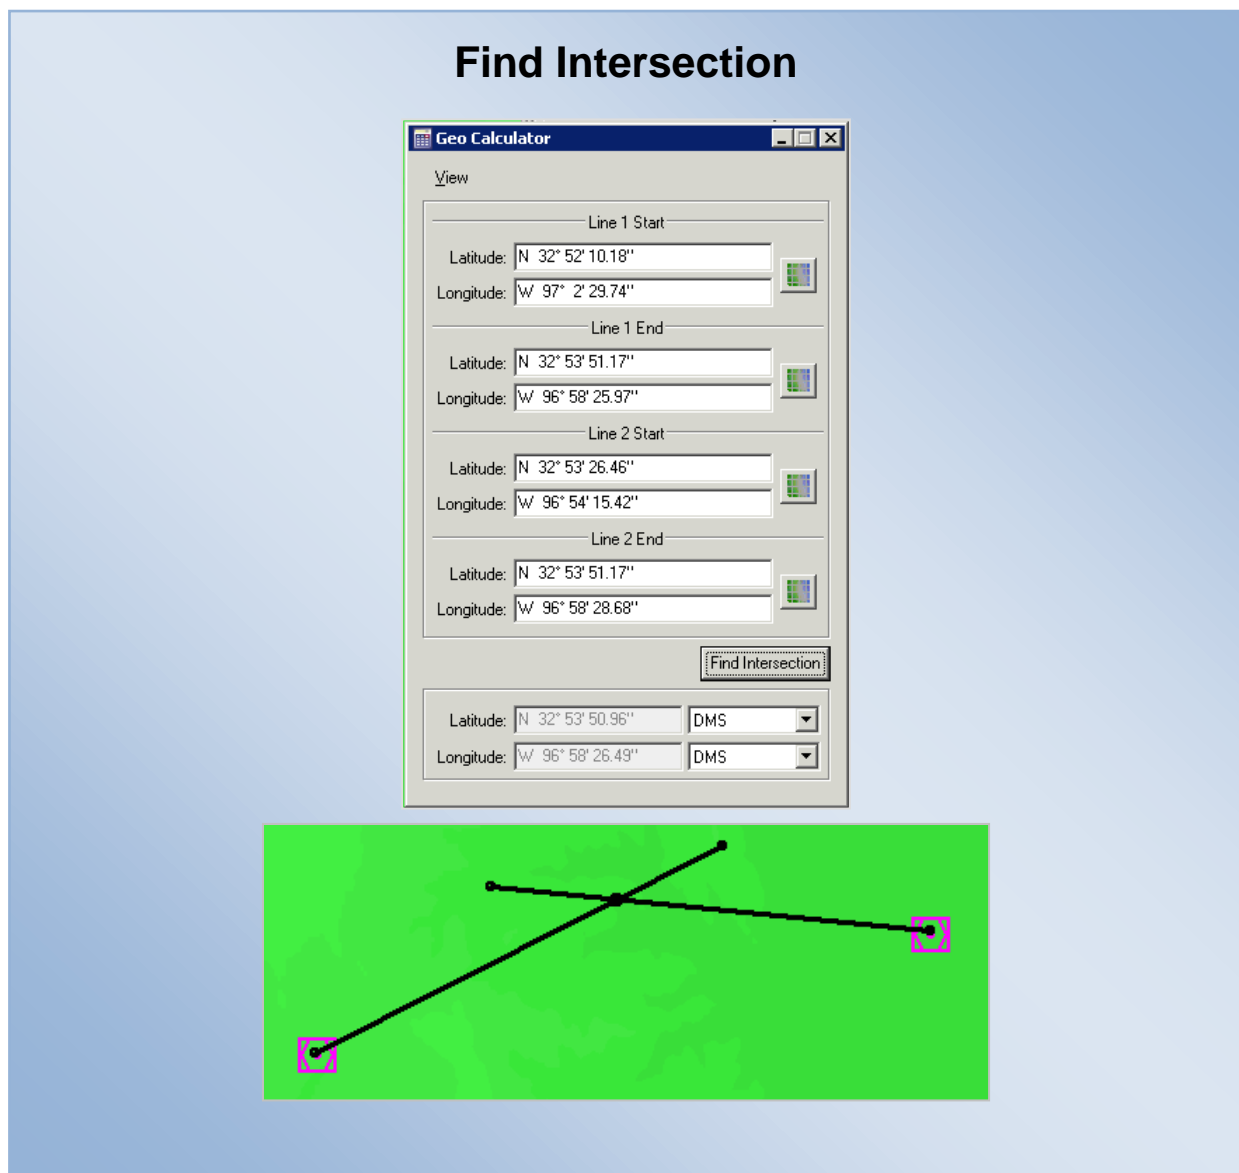 Find Intersection
Geo Calculator
View
Line 1 Start
Latitude: N 32° 52' 10.18''
Longitude: W 97° 2' 29.74''
Line 1 End
Latitude: N 32° 53' 51.17''
Longitude: W 96° 58' 25.97''
Line 2 Start
Latitude: N 32° 53' 26.46''
Longitude: W 96° 54' 15.42''
Line 2 End
Latitude: N 32° 53' 51.17''
Longitude: W 96° 58' 28.68''
Find Intersection
Latitude: N 32° 53' 50.96'' DMS
Longitude: W 96° 58' 26.49'' DMS